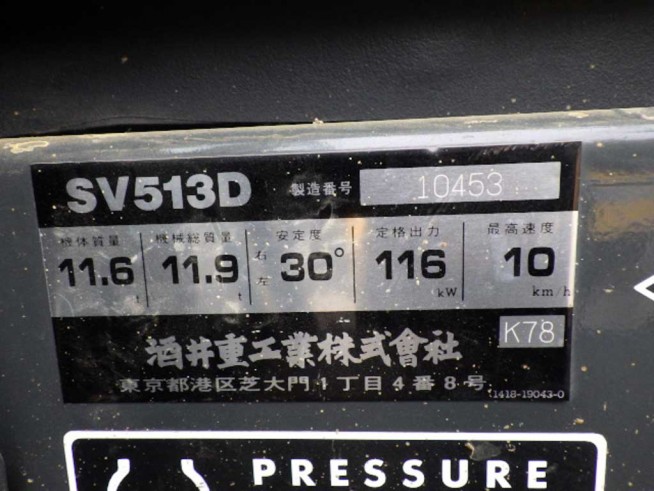 SV513D 製造番号 10453
機体質量 機械総質量 安定度 定格出力 最高速度
11.6 t 11.9 t 右 左 30° 116 kW 10 km/h
K78
酒井重工業株式會社
東京都港区芝大門1丁目4番8号
1418-19043-0
PRESSURE